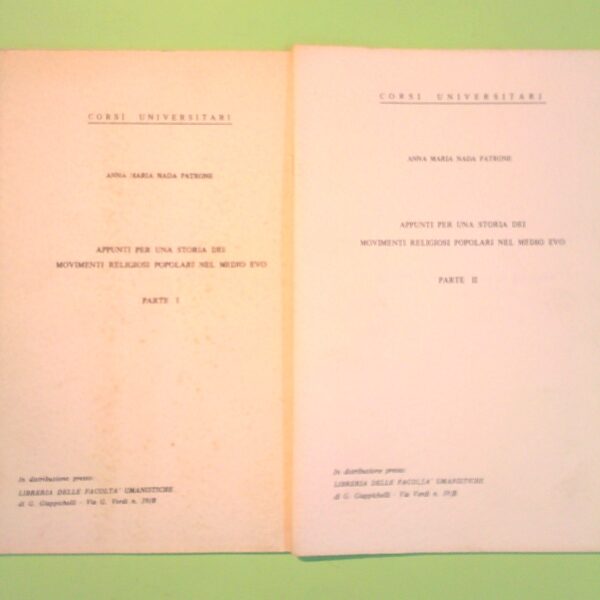 CORSI UNIVERSITARI
ANNA MARIA NADA PATRONE
APPUNTI PER UNA STORIA DEI
MOVIMENTI RELIGIOSI POPOLARI NEL MEDIO EVO
PARTE I
In distribuzione presso:
LIBRERIA DELLE FACOLTA' UMANISTICHE
di G. Giappichelli - Via G. Verdi n. 39/B
CORSI UNIVERSITARI
ANNA MARIA NADA PATRONE
APPUNTI PER UNA STORIA DEI
MOVIMENTI RELIGIOSI POPOLARI NEL MEDIO EVO
PARTE II
In distribuzione presso:
LIBRERIA DELLE FACOLTA' UMANISTICHE
di G. Giappichelli - Via Verdi n. 39/B